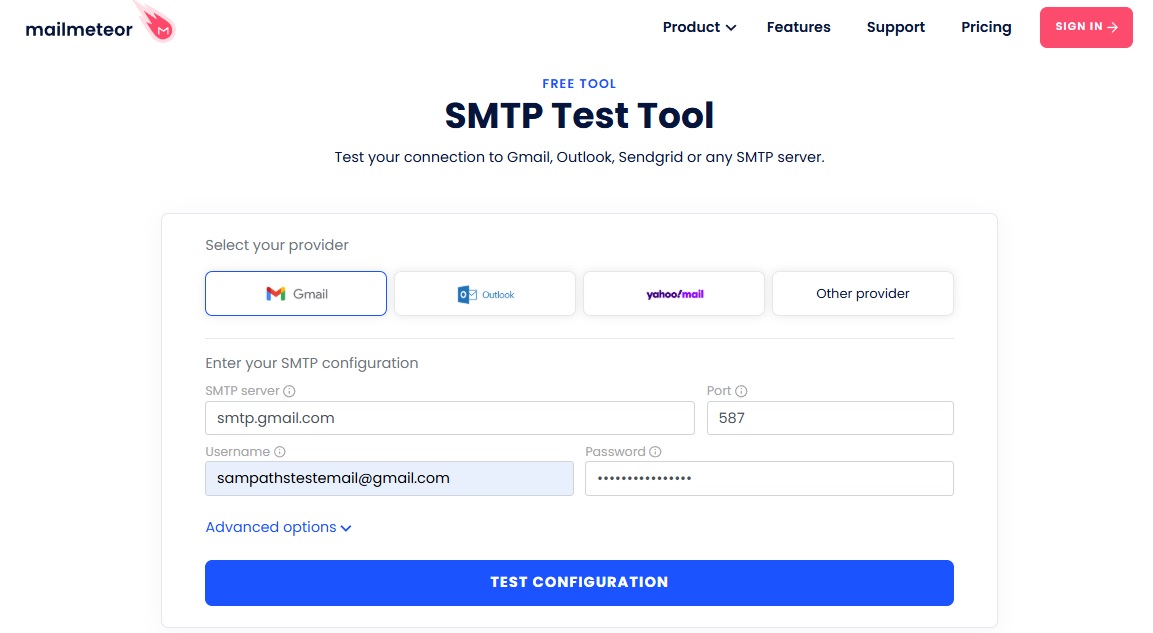 mailmeteor
Product Features Support Pricing SIGN IN →
FREE TOOL
SMTP Test Tool
Test your connection to Gmail, Outlook, Sendgrid or any SMTP server.
Select your provider
Gmail Outlook yahoo!mail Other provider
Enter your SMTP configuration
SMTP server Port
smtp.gmail.com 587
Username Password
sampathstestemail@gmail.com ••••••••••••••••
Advanced options
TEST CONFIGURATION